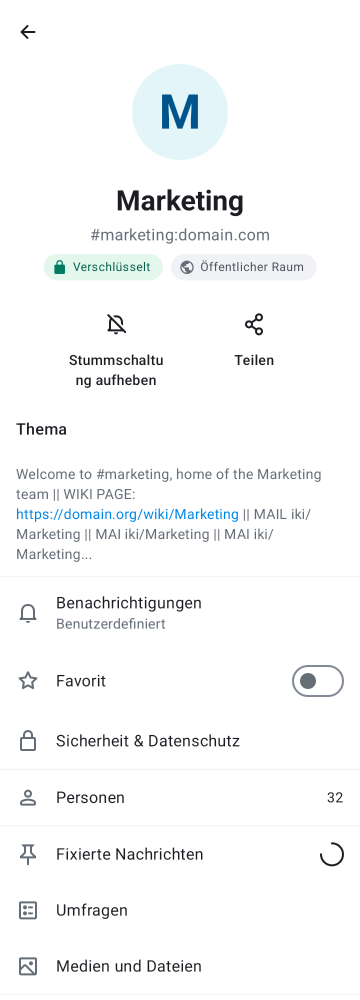 M
Marketing
#marketing:domain.com
Verschlüsselt
Öffentlicher Raum
Stummschaltu
ng aufheben
Teilen
Thema
Welcome to #marketing, home of the Marketing
team || WIKI PAGE:
https://domain.org/wiki/Marketing || MAIL iki/
Marketing || MAI iki/Marketing || MAI iki/
Marketing...
Benachrichtigungen
Benutzerdefiniert
Favorit
Sicherheit & Datenschutz
Personen 32
Fixierte Nachrichten
Umfragen
Medien und Dateien